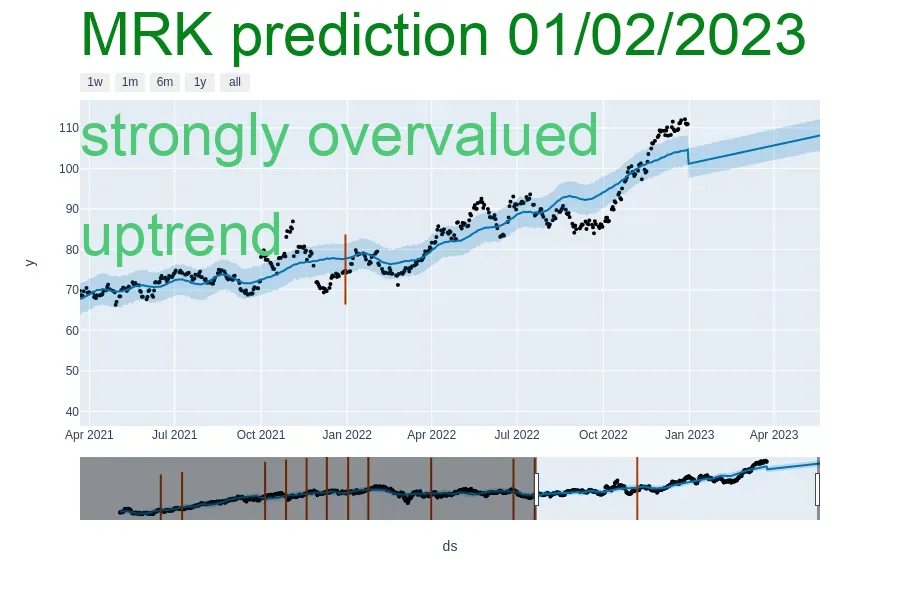 MRK prediction 01/02/2023
1w 1m 6m 1y all
strongly overvalued
uptrend
110
100
90
80
70
60
50
40
y
Apr 2021 Jul 2021 Oct 2021 Jan 2022 Apr 2022 Jul 2022 Oct 2022 Jan 2023 Apr 2023
ds